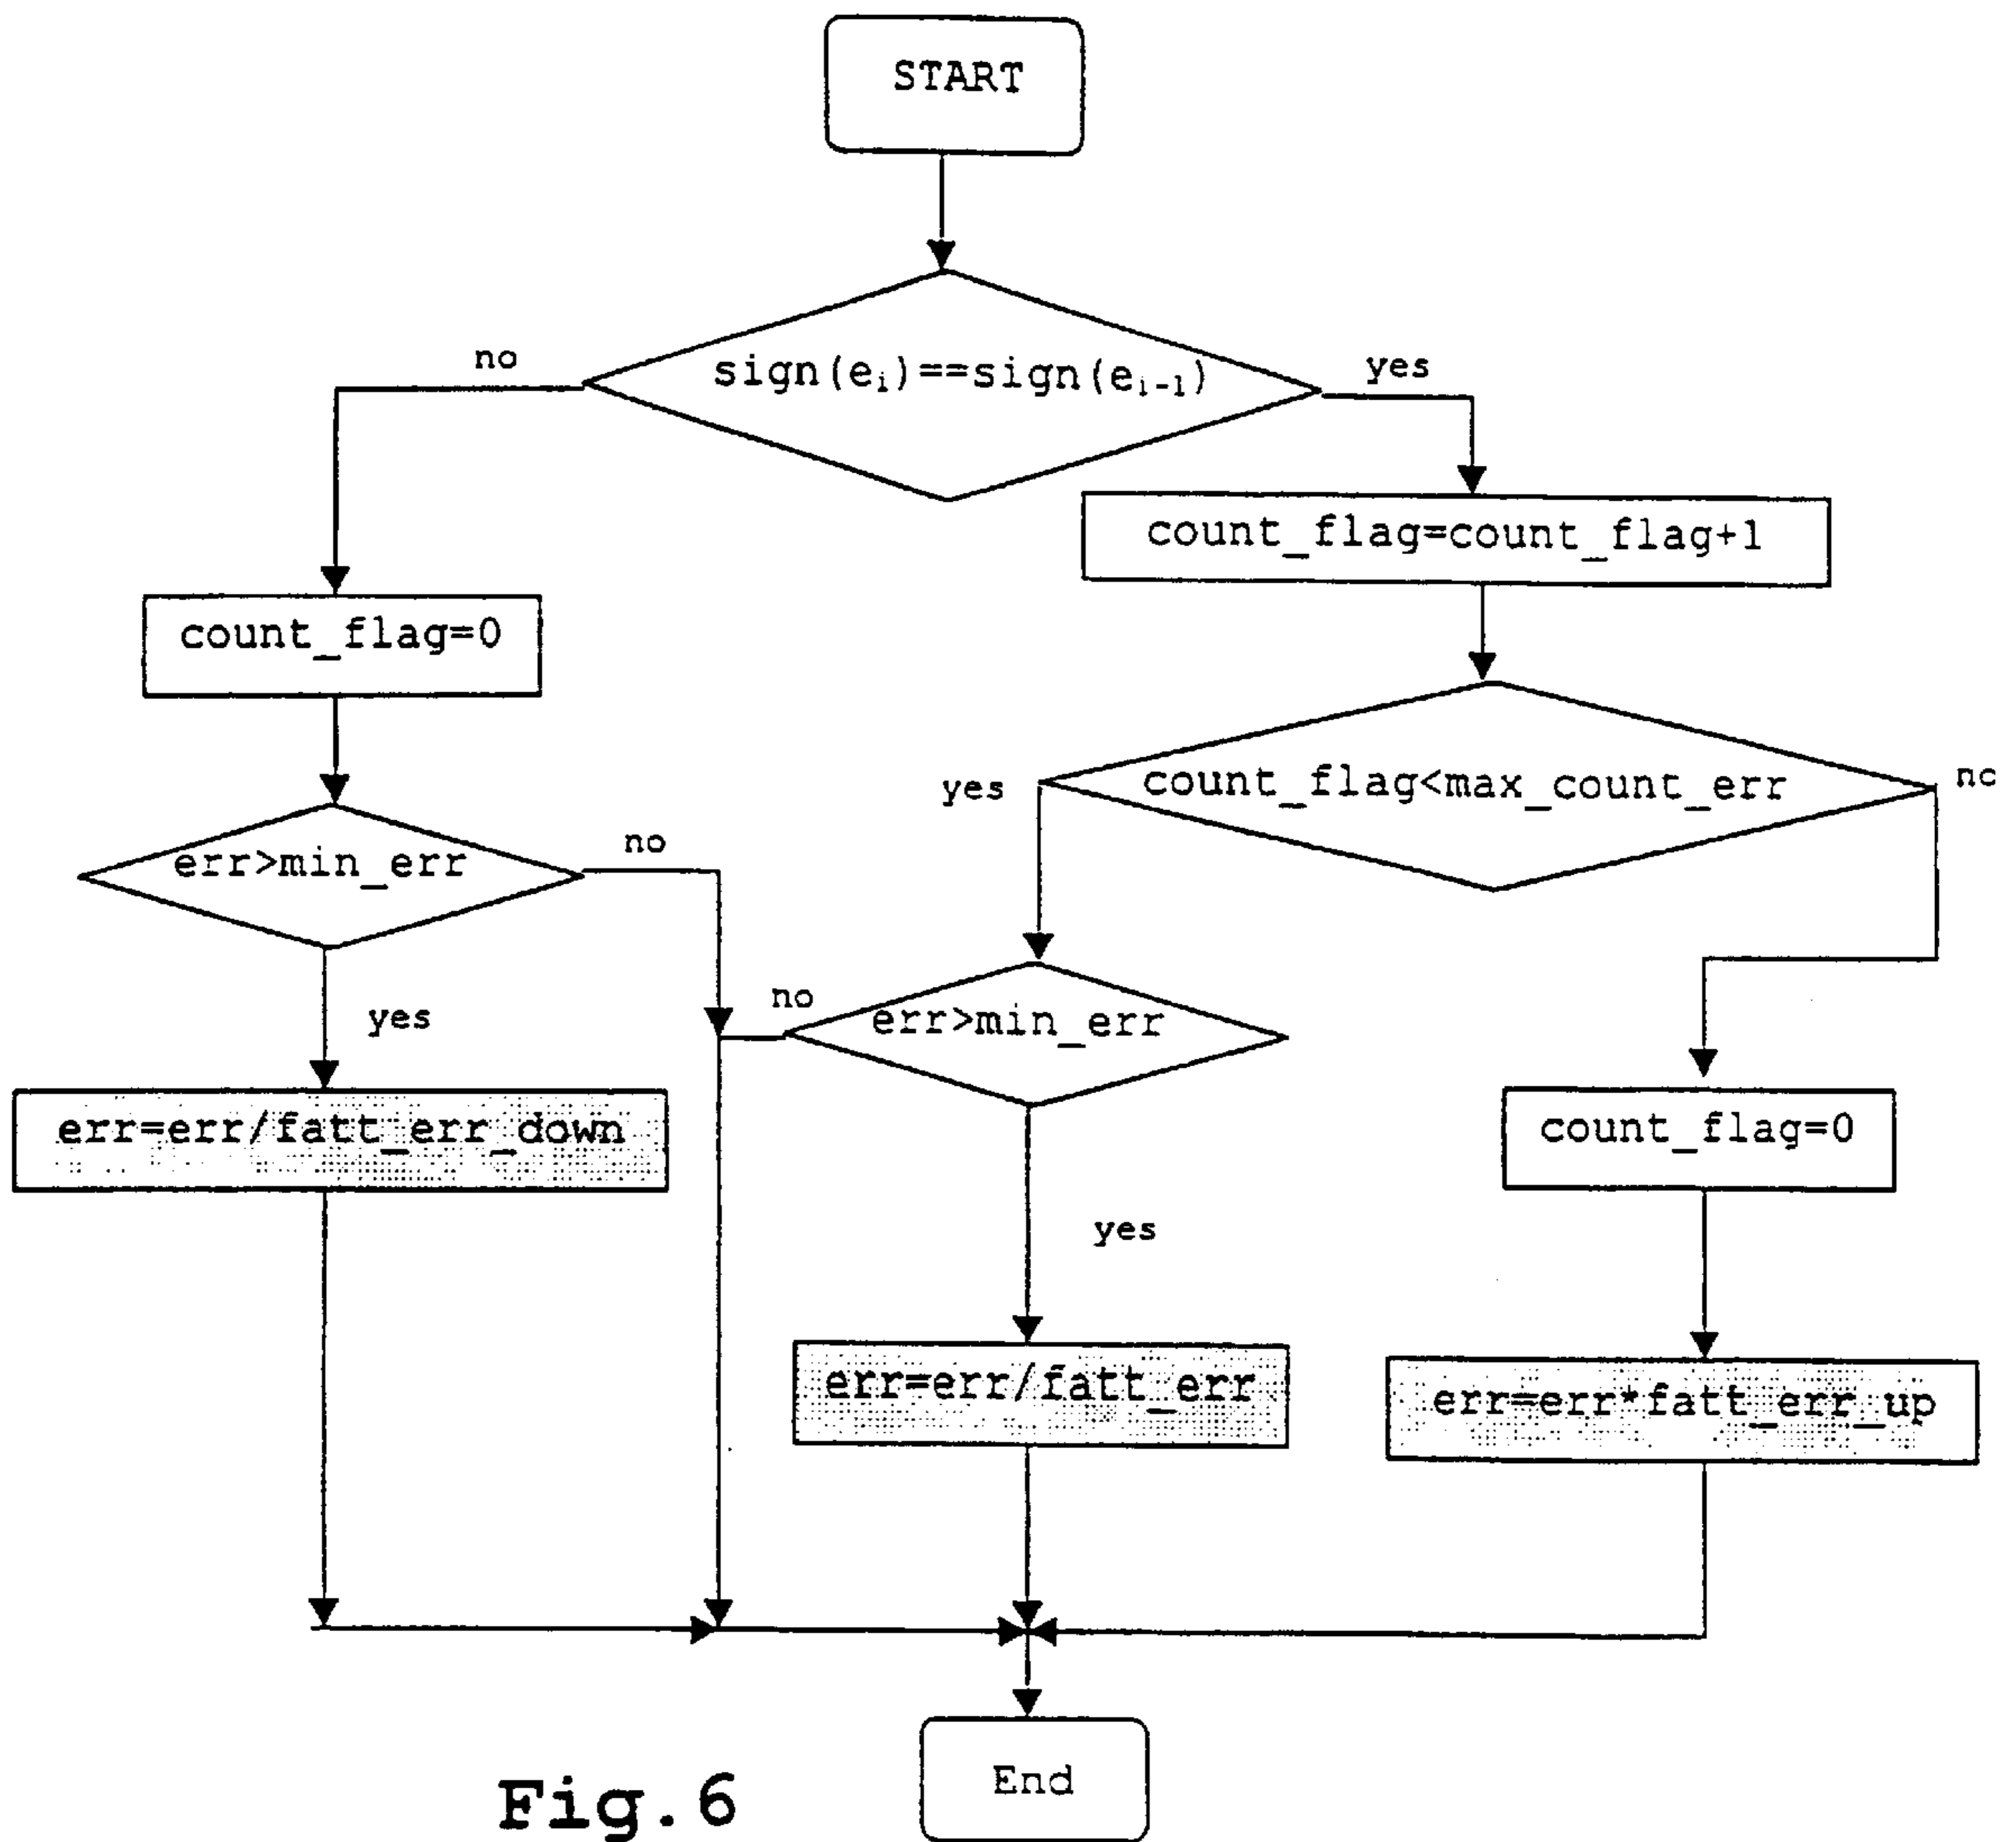 START
no
sign(eᵢ)==sign(eᵢ₋₁)
yes
count_flag=count_flag+1
count_flag=0
yes
count_flag<max_count_err
no
err>min_err
no
no
err>min_err
yes
err=err/fatt_err_down
count_flag=0
yes
err=err/fatt_err
err=err*fatt_err_up
End
Fig.6